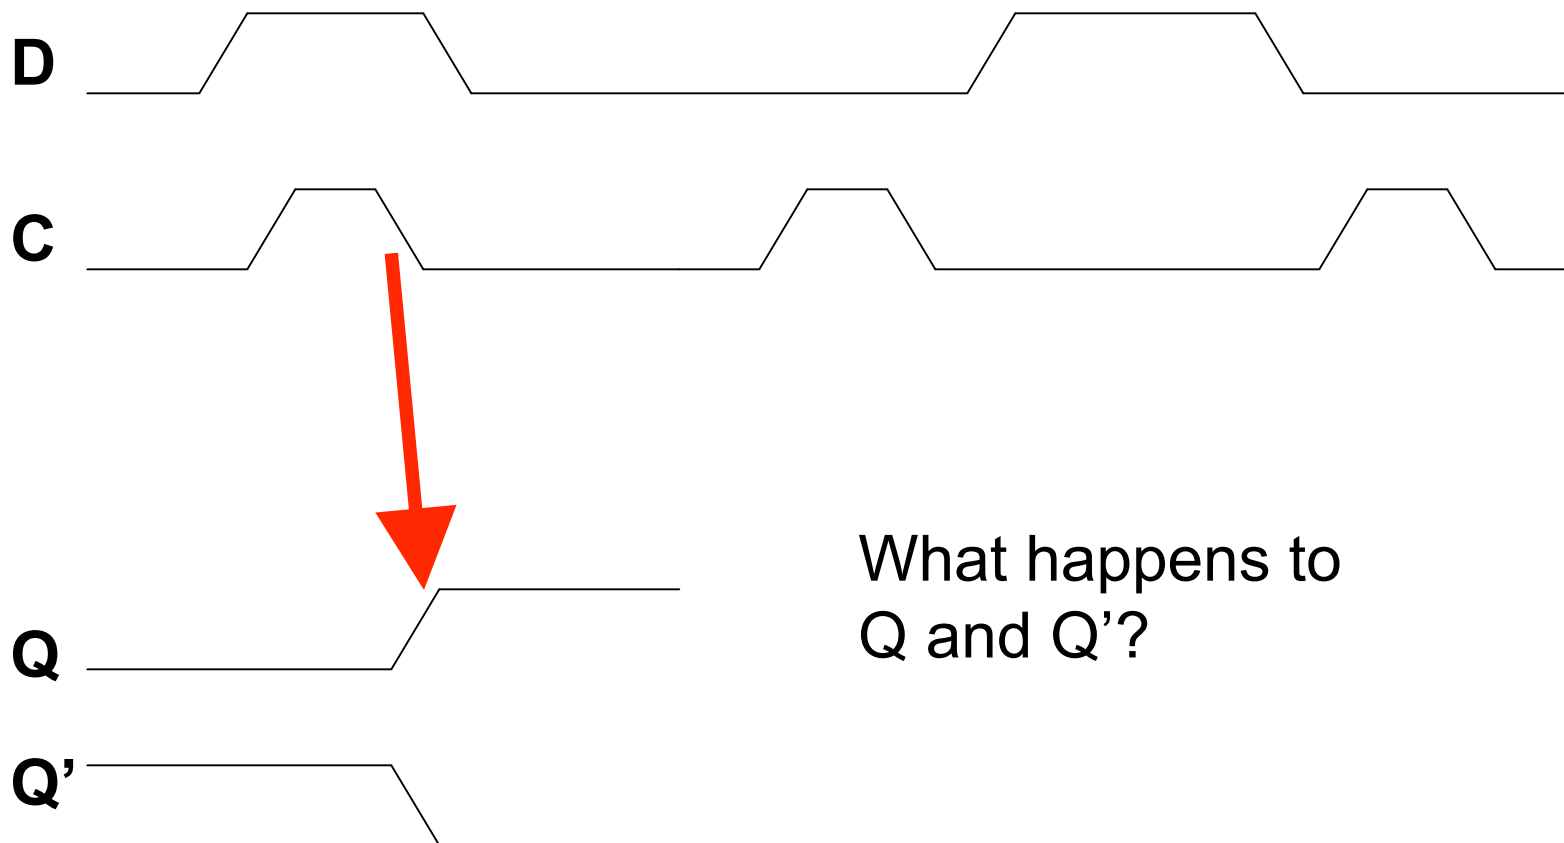 D
C
What happens to
Q and Q’?
Q
Q’